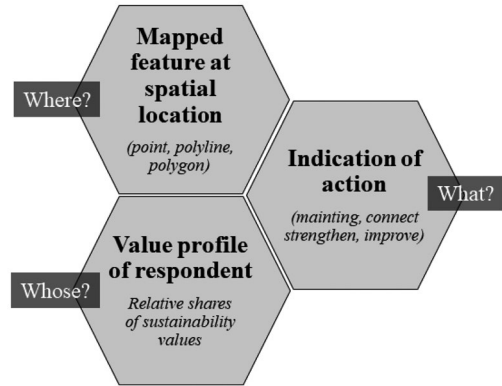 Mapped
feature at
spatial
location
(point, polyline,
polygon)
Where?
Indication of
action
(mainting, connect
strengthen, improve)
What?
Value profile
of respondent
Relative shares
of sustainability
values
Whose?